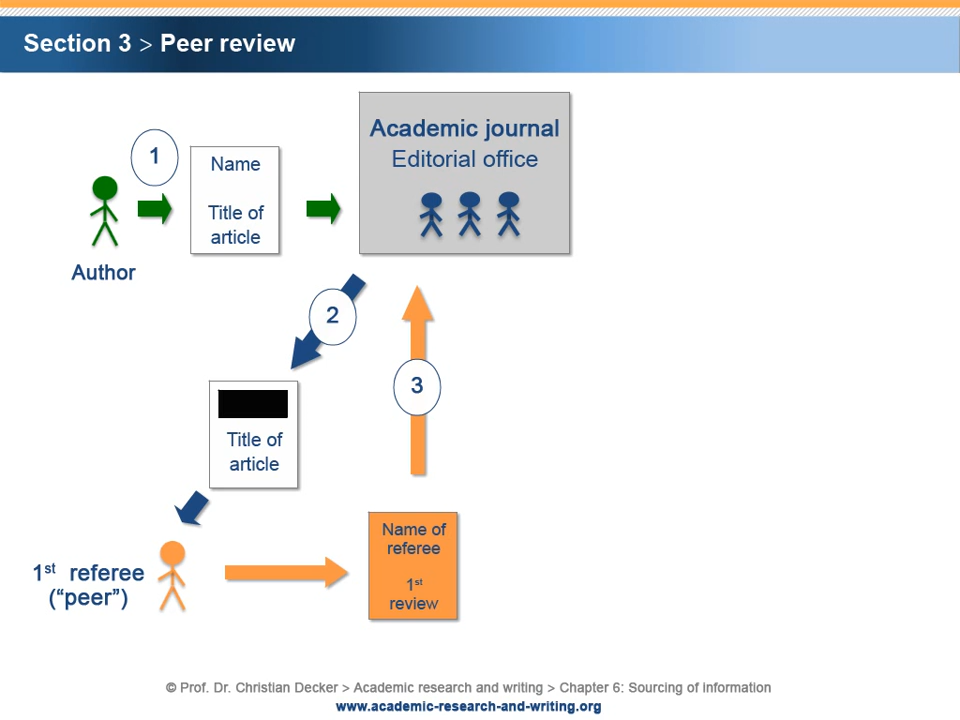 Section 3 > Peer review
1
Name
Title of
article
Academic journal
Editorial office
Author
2
3
Title of
article
1st referee
(“peer”)
Name of
referee
1st
review
© Prof. Dr. Christian Decker > Academic research and writing > Chapter 6: Sourcing of information
www.academic-research-and-writing.org